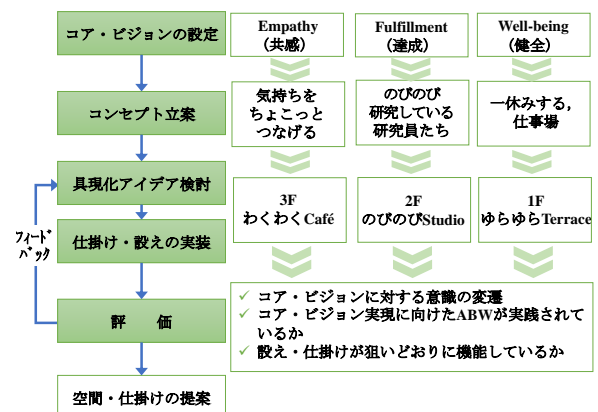 コア・ビジョンの設定
Empathy
（共感）
Fulfillment
（達成）
Well-being
（健全）
コンセプト立案
気持ちを
ちょこっと
つなげる
のびのび
研究している
研究員たち
一休みする，
仕事場
具現化アイデア検討
3F
わくわくCafé
2F
のびのびStudio
1F
ゆらゆらTerrace
ﾌｨｰﾄﾞ
ﾊﾞｯｸ
仕掛け・設えの実装
評　価
✓ コア・ビジョンに対する意識の変遷
✓ コア・ビジョン実現に向けたABWが実践されて
いるか
✓ 設え・仕掛けが狙いどおりに機能しているか
空間・仕掛けの提案